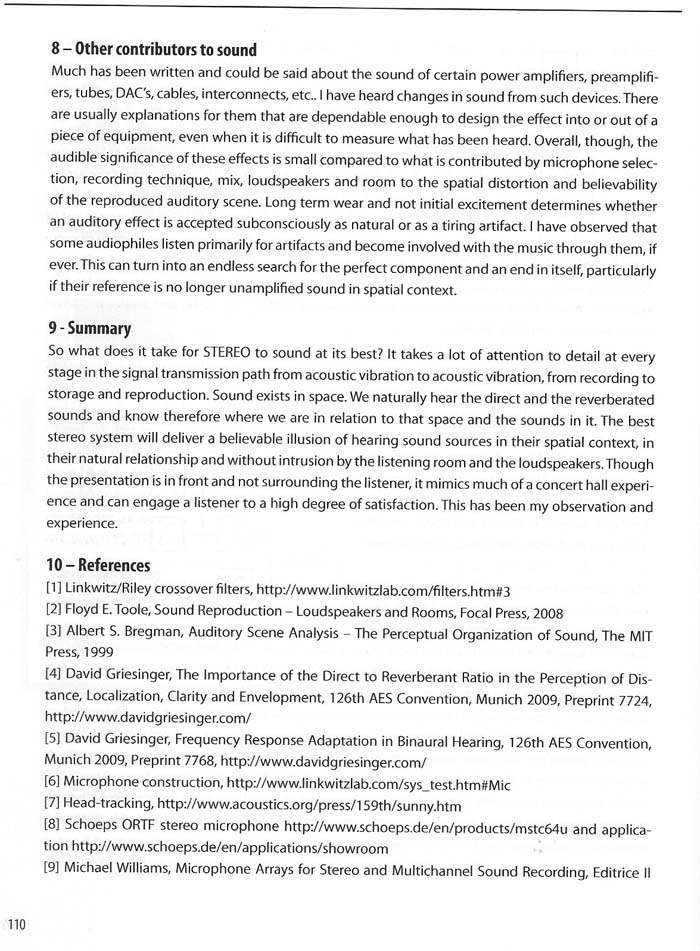 8 – Other contributors to sound
Much has been written and could be said about the sound of certain power amplifiers, preamplifi-
ers, tubes, DAC's, cables, interconnects, etc.. I have heard changes in sound from such devices. There
are usually explanations for them that are dependable enough to design the effect into or out of a
piece of equipment, even when it is difficult to measure what has been heard. Overall, though, the
audible significance of these effects is small compared to what is contributed by microphone selec-
tion, recording technique, mix, loudspeakers and room to the spatial distortion and believability
of the reproduced auditory scene. Long term wear and not initial excitement determines whether
an auditory effect is accepted subconsciously as natural or as a tiring artifact. I have observed that
some audiophiles listen primarily for artifacts and become involved with the music through them, if
ever. This can turn into an endless search for the perfect component and an end in itself, particularly
if their reference is no longer unamplified sound in spatial context.
9 - Summary
So what does it take for STEREO to sound at its best? It takes a lot of attention to detail at every
stage in the signal transmission path from acoustic vibration to acoustic vibration, from recording to
storage and reproduction. Sound exists in space. We naturally hear the direct and the reverberated
sounds and know therefore where we are in relation to that space and the sounds in it. The best
stereo system will deliver a believable illusion of hearing sound sources in their spatial context, in
their natural relationship and without intrusion by the listening room and the loudspeakers. Though
the presentation is in front and not surrounding the listener, it mimics much of a concert hall experi-
ence and can engage a listener to a high degree of satisfaction. This has been my observation and
experience.
10 – References
[1] Linkwitz/Riley crossover filters, http://www.linkwitzlab.com/filters.htm#3
[2] Floyd E. Toole, Sound Reproduction – Loudspeakers and Rooms, Focal Press, 2008
[3] Albert S. Bregman, Auditory Scene Analysis – The Perceptual Organization of Sound, The MIT
Press, 1999
[4] David Griesinger, The Importance of the Direct to Reverberant Ratio in the Perception of Dis-
tance, Localization, Clarity and Envelopment, 126th AES Convention, Munich 2009, Preprint 7724,
http://www.davidgriesinger.com/
[5] David Griesinger, Frequency Response Adaptation in Binaural Hearing, 126th AES Convention,
Munich 2009, Preprint 7768, http://www.davidgriesinger.com/
[6] Microphone construction, http://www.linkwitzlab.com/sys_test.htm#Mic
[7] Head-tracking, http://www.acoustics.org/press/159th/sunny.htm
[8] Schoeps ORTF stereo microphone http://www.schoeps.de/en/products/mstc64u and applica-
tion http://www.schoeps.de/en/applications/showroom
[9] Michael Williams, Microphone Arrays for Stereo and Multichannel Sound Recording, Editrice Il
110